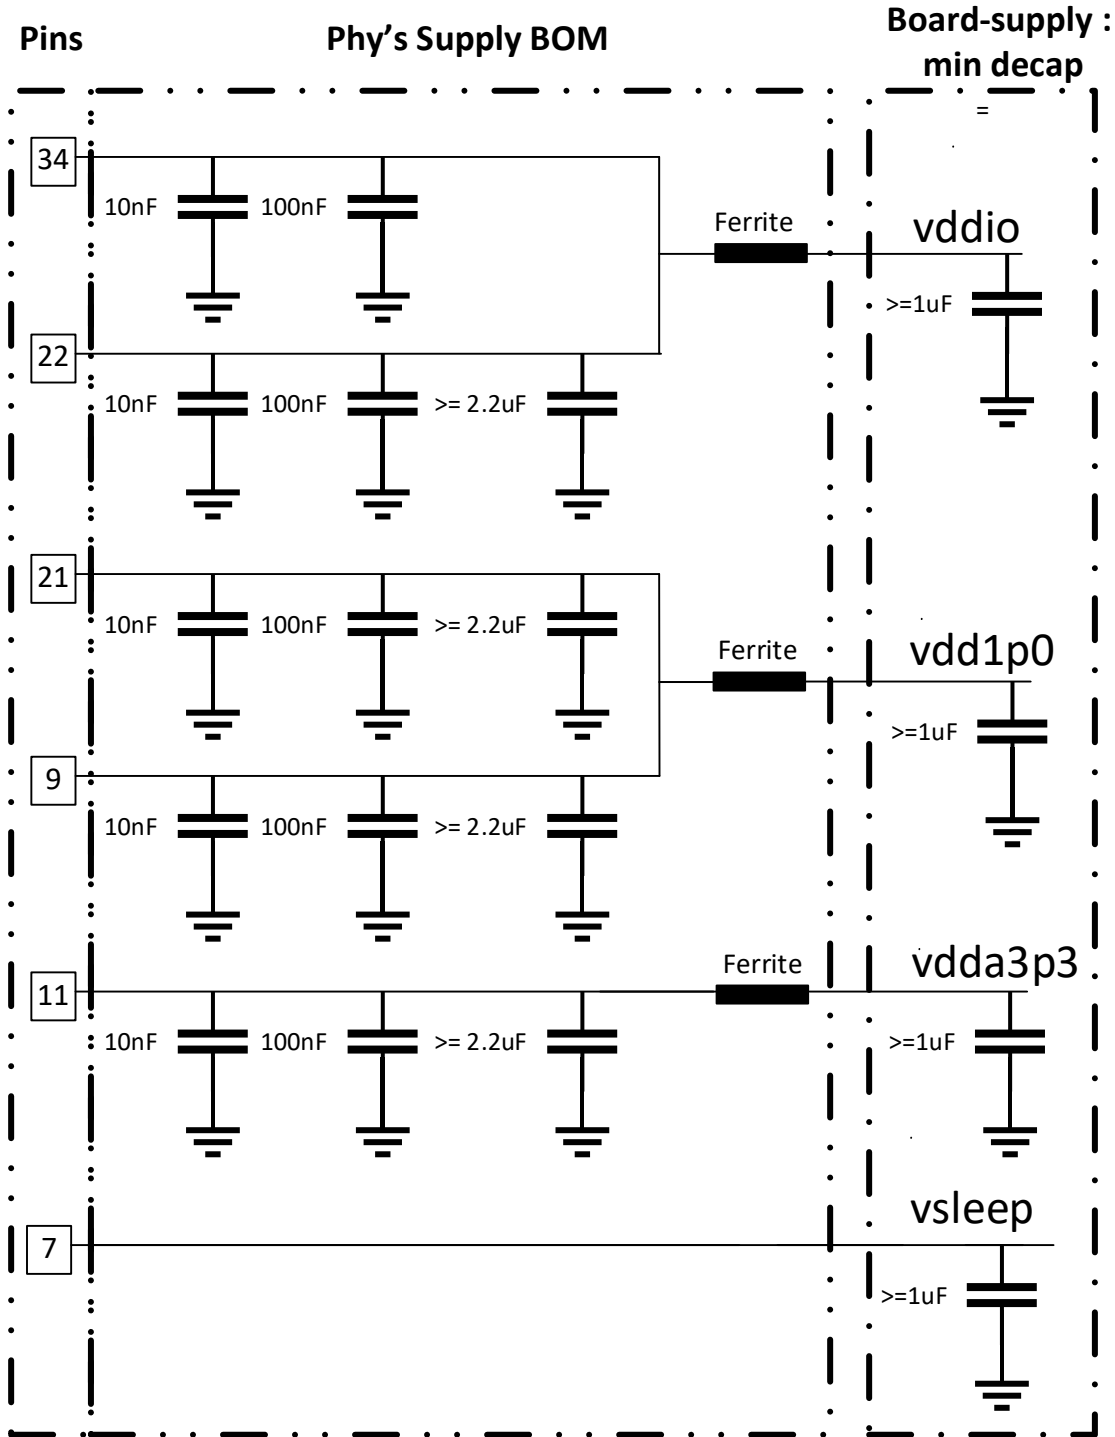 Pins
Phy’s Supply BOM
Board-supply :
min decap
=
34
10nF
100nF
Ferrite
vddio
>=1uF
22
10nF
100nF
>= 2.2uF
21
10nF
100nF
>= 2.2uF
Ferrite
vdd1p0
>=1uF
9
10nF
100nF
>= 2.2uF
Ferrite
vdda3p3
11
10nF
100nF
>= 2.2uF
>=1uF
vsleep
7
>=1uF